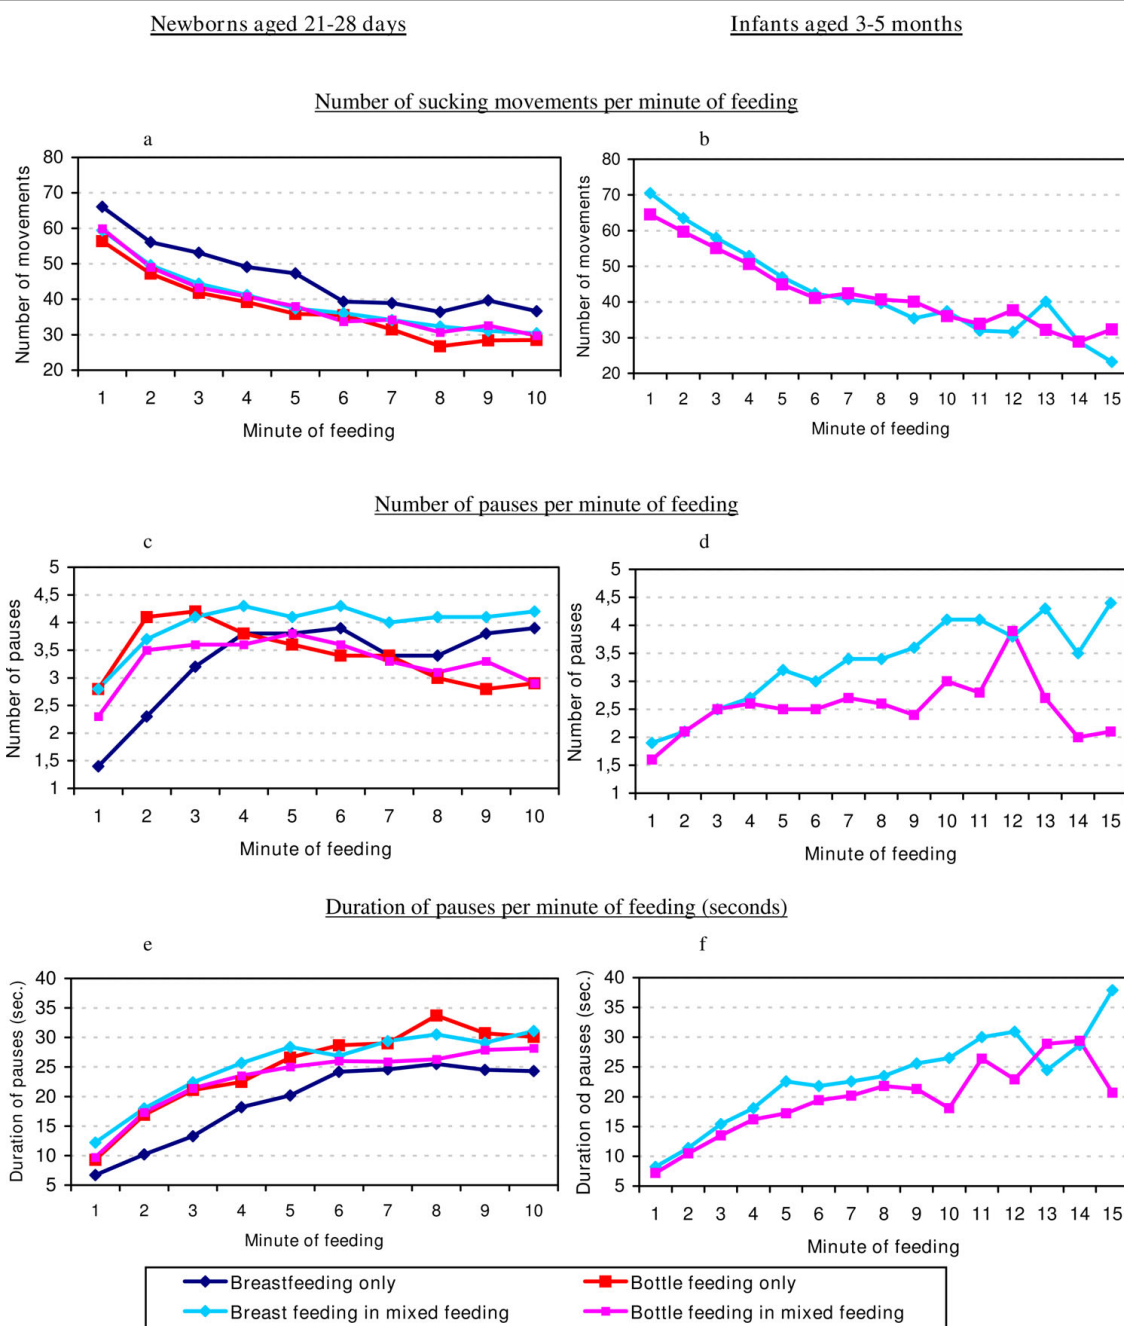 Newborns aged 21-28 days
Infants aged 3-5 months
Number of sucking movements per minute of feeding
a
80
70
60
50
40
30
20
Number of movements
1 2 3 4 5 6 7 8 9 10
Minute of feeding
b
80
70
60
50
40
30
20
Number of movements
1 2 3 4 5 6 7 8 9 10 11 12 13 14 15
Minute of feeding
Number of pauses per minute of feeding
c
5
4,5
4
3,5
3
2,5
2
1,5
1
Number of pauses
1 2 3 4 5 6 7 8 9 10
Minute of feeding
d
5
4,5
4
3,5
3
2,5
2
1,5
1
Number of pauses
1 2 3 4 5 6 7 8 9 10 11 12 13 14 15
Minute of feeding
Duration of pauses per minute of feeding (seconds)
e
40
35
30
25
20
15
10
5
Duration of pauses (sec.)
1 2 3 4 5 6 7 8 9 10
Minute of feeding
f
40
35
30
25
20
15
10
5
Duration od pauses (sec.)
1 2 3 4 5 6 7 8 9 10 11 12 13 14 15
Minute of feeding
Breastfeeding only
Bottle feeding only
Breast feeding in mixed feeding
Bottle feeding in mixed feeding